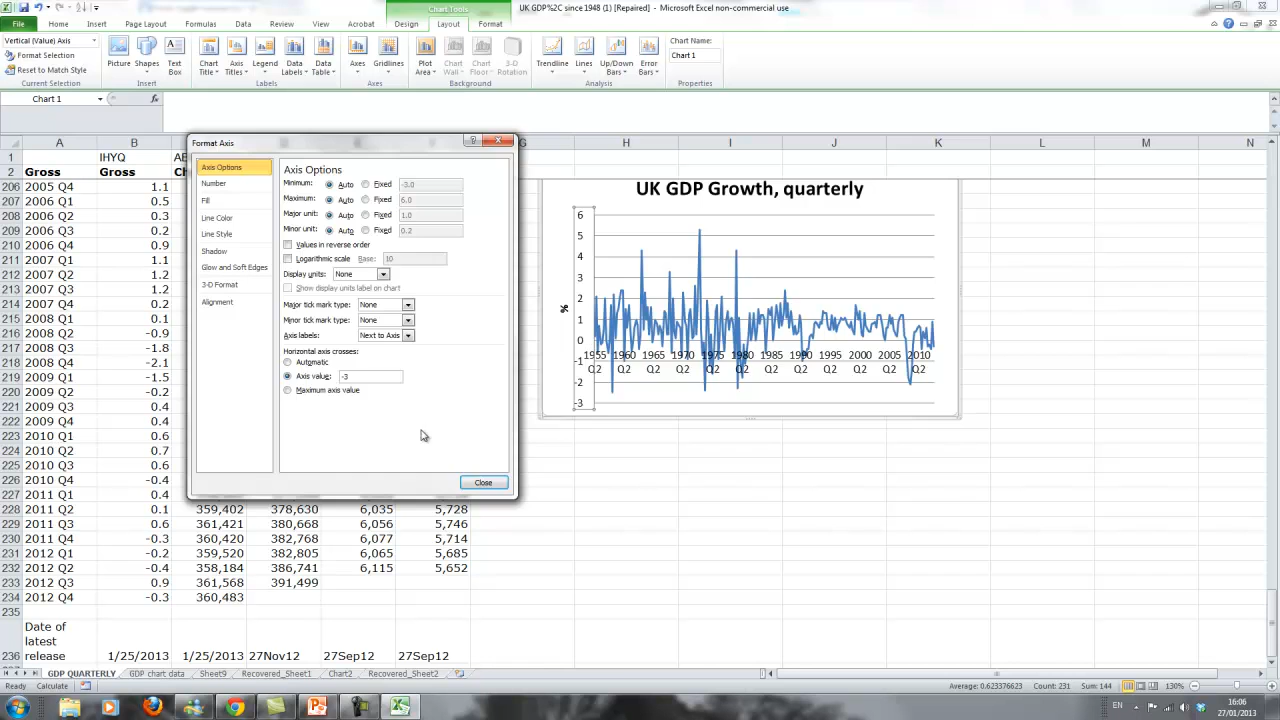 Chart Tools
UK GDP%2C since 1948 (1) [Repaired] - Microsoft Excel non-commercial use
File Home Insert Page Layout Formulas Data Review View Acrobat Design Layout Format
Vertical (Value) Axis
Format Selection
Reset to Match Style
Current Selection
Picture Shapes Text Box
Insert
Chart Title Axis Titles Legend Data Labels Data Table
Labels
Axes Gridlines
Axes
Plot Area Chart Wall Chart Floor 3-D Rotation
Background
Trendline Lines Up/Down Bars Error Bars
Analysis
Chart Name:
Chart 1
Properties
Chart 1 fx
A B G H I J K L M N
1 IHYQ
2 Gross Gross
206 2005 Q4 1.1
207 2006 Q1 0.5
208 2006 Q2 0.3
209 2006 Q3 0.2
210 2006 Q4 0.9
211 2007 Q1 1.2
212 2007 Q2 1.2
213 2007 Q3 1.2
214 2007 Q4 0.2
215 2008 Q1 0.1
216 2008 Q2 -0.9
217 2008 Q3 -1.8
218 2008 Q4 -2.1
219 2009 Q1 -1.5
220 2009 Q2 -0.2
221 2009 Q3 0.4
222 2009 Q4 0.4
223 2010 Q1 0.6
224 2010 Q2 0.7
225 2010 Q3 0.6
226 2010 Q4 -0.4
227 2011 Q1 0.4
228 2011 Q2 0.1 359,402 378,630 6,035 5,728
229 2011 Q3 0.6 361,421 380,668 6,056 5,746
230 2011 Q4 -0.3 360,420 382,768 6,077 5,714
231 2012 Q1 -0.2 359,520 382,805 6,065 5,685
232 2012 Q2 -0.4 358,184 386,741 6,115 5,652
233 2012 Q3 0.9 361,568 391,499
234 2012 Q4 -0.3 360,483
235
Date of
latest
236 release 1/25/2013 1/25/2013 27Nov12 27Sep12 27Sep12
Format Axis
Axis Options
Number
Fill
Line Color
Line Style
Shadow
Glow and Soft Edges
3-D Format
Alignment
Axis Options
Minimum: Auto Fixed -3.0
Maximum: Auto Fixed 6.0
Major unit: Auto Fixed 1.0
Minor unit: Auto Fixed 0.2
Values in reverse order
Logarithmic scale Base: 10
Display units: None
Show display units label on chart
Major tick mark type: None
Minor tick mark type: None
Axis labels: Next to Axis
Horizontal axis crosses:
Automatic
Axis value: -3
Maximum axis value
Close
UK GDP Growth, quarterly
6
5
4
3
2
1
0
-1
-2
-3
%
1955 1960 1965 1970 1975 1980 1985 1990 1995 2000 2005 2010
Q2 Q2 Q2 Q2 Q2 Q2 Q2 Q2 Q2 Q2 Q2 Q2
GDP QUARTERLY GDP chart data Sheet9 Recovered_Sheet1 Chart2 Recovered_Sheet2
Ready Calculate Average: 0.623376623 Count: 231 Sum: 144 130%
EN 16:06
27/01/2013